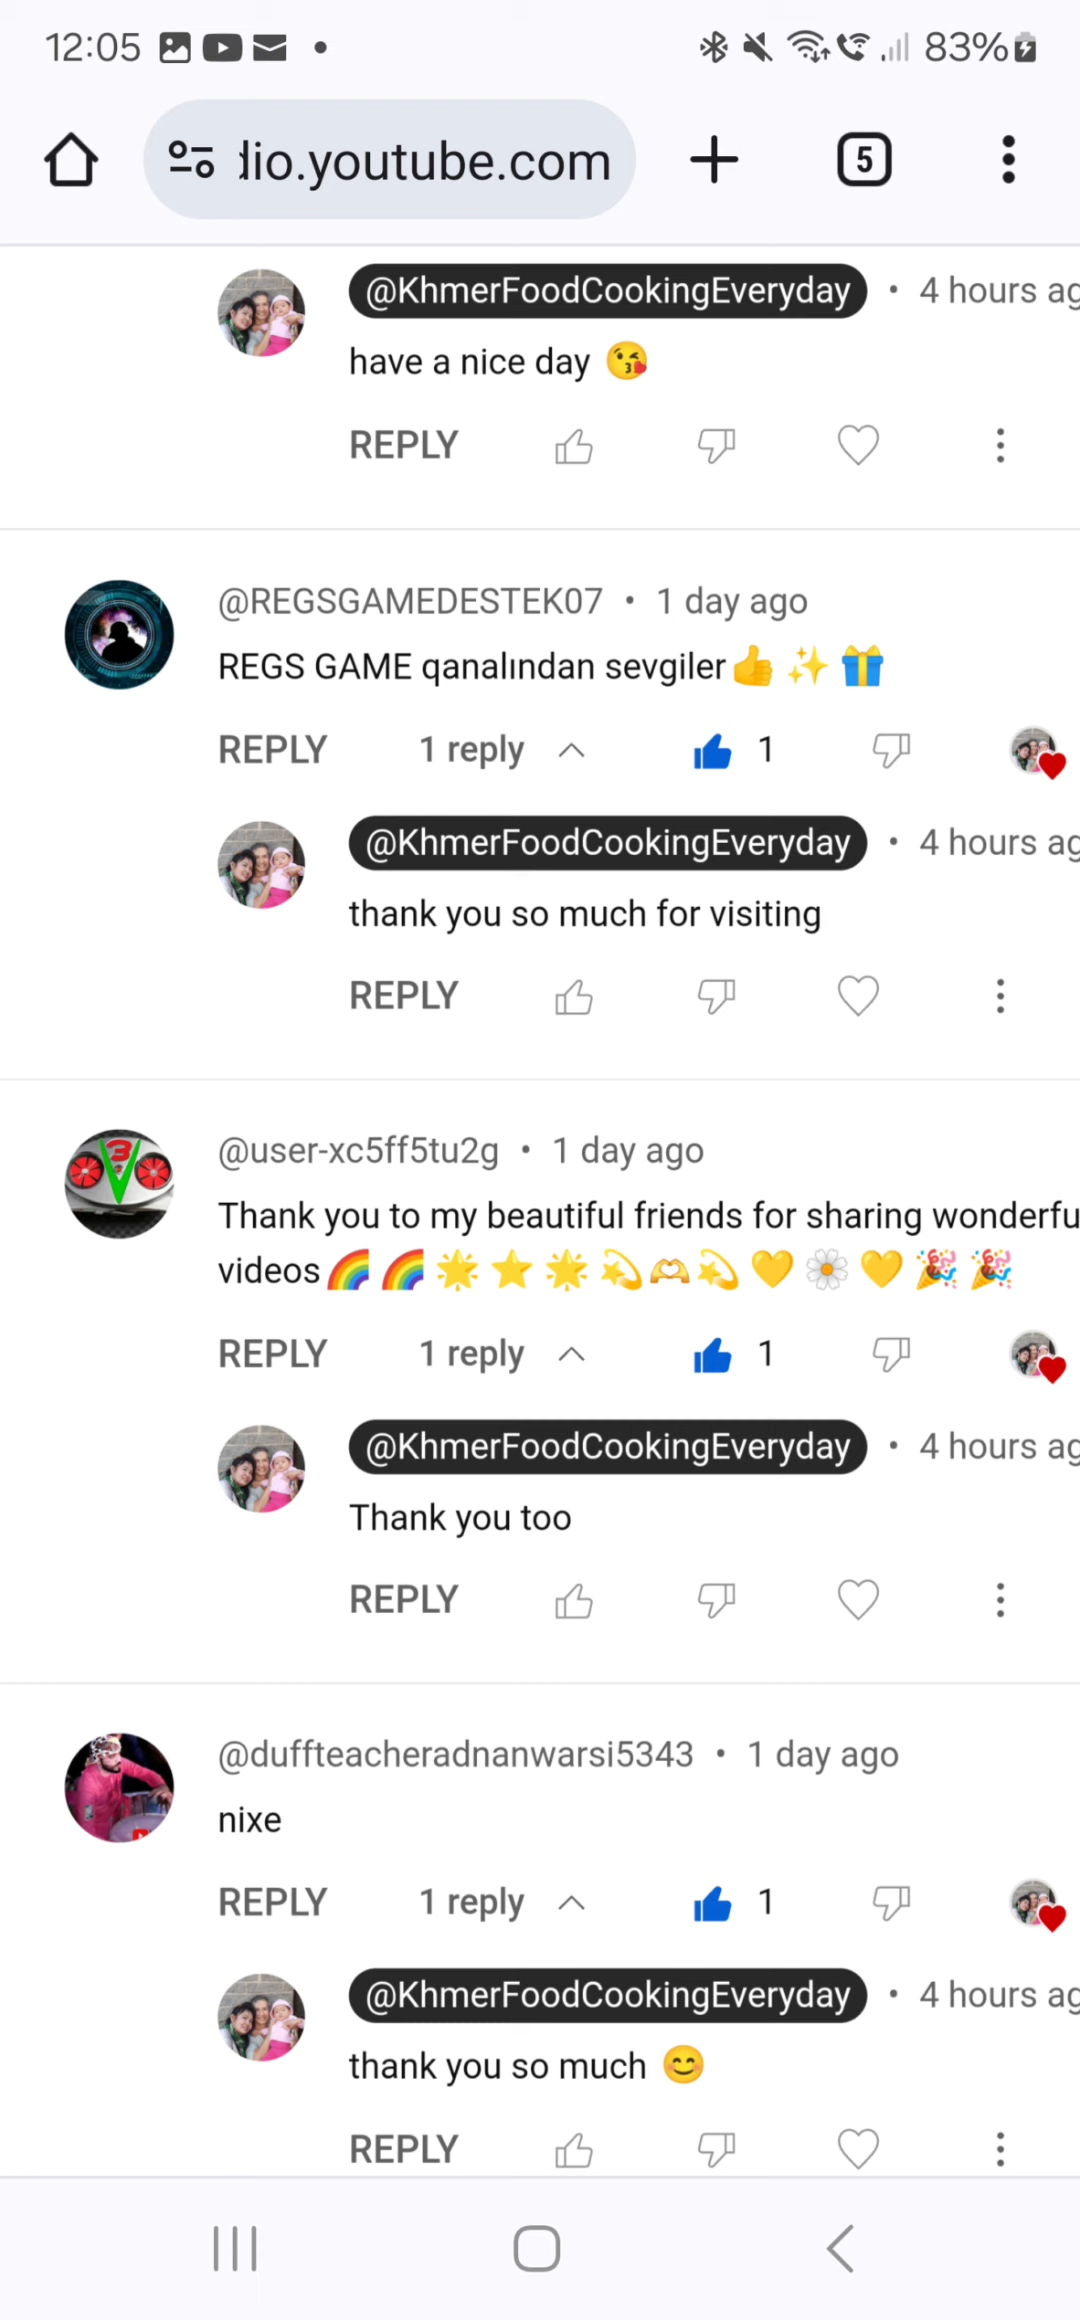 12:05 83%
dio.youtube.com 5
@KhmerFoodCookingEveryday • 4 hours ag
have a nice day 😘
REPLY
@REGSGAMEDESTEK07 • 1 day ago
REGS GAME qanalından sevgiler👍✨🎁
REPLY 1 reply 1
@KhmerFoodCookingEveryday • 4 hours ag
thank you so much for visiting
REPLY
@user-xc5ff5tu2g • 1 day ago
Thank you to my beautiful friends for sharing wonderfu
videos🌈🌈🌟⭐🌟💫🫶💫💛🌼💛🎉🎉
REPLY 1 reply 1
@KhmerFoodCookingEveryday • 4 hours ag
Thank you too
REPLY
@duffteacheradnanwarsi5343 • 1 day ago
nixe
REPLY 1 reply 1
@KhmerFoodCookingEveryday • 4 hours ag
thank you so much 😊
REPLY